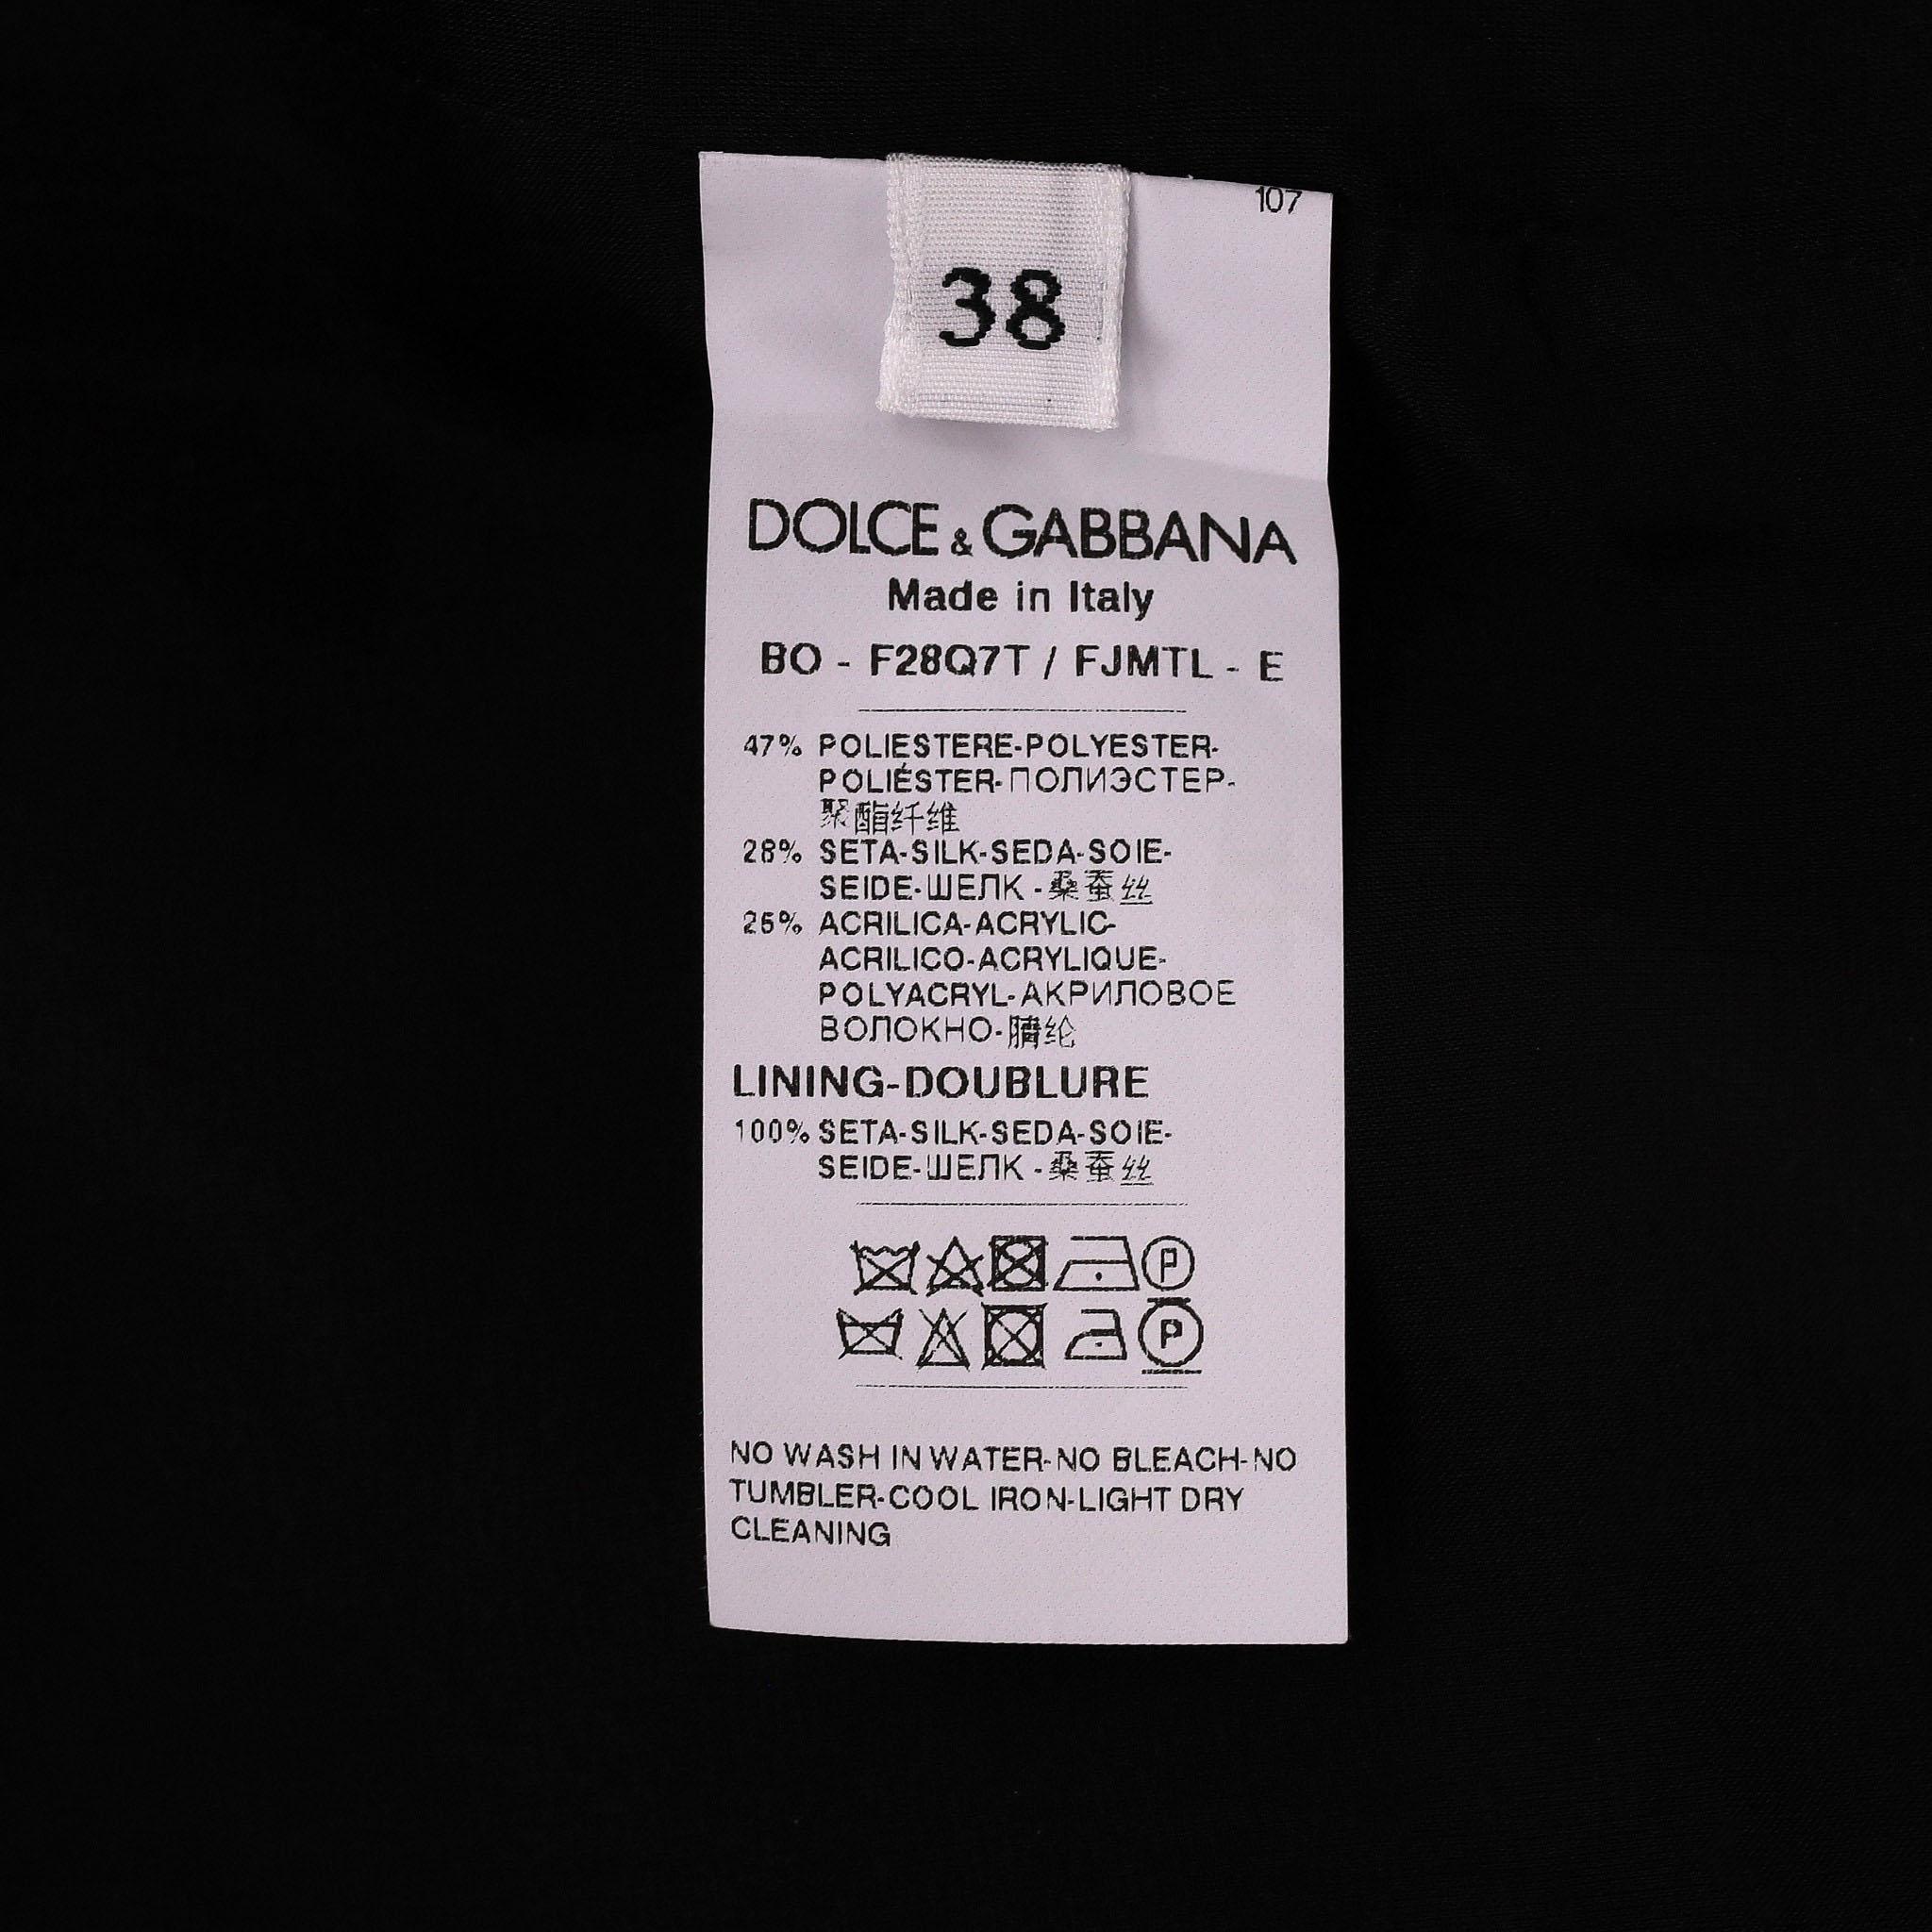 107
38
DOLCE & GABBANA
Made in Italy
BO - F28Q7T / FJMTL - E
47% POLIESTERE-POLYESTER-
POLIÉSTER-ПОЛИЭСТЕР-
聚酯纤维
28% SETA-SILK-SEDA-SOIE-
SEIDE-ШЕЛК-桑蚕丝
25% ACRILICA-ACRYLIC-
ACRILICO-ACRYLIQUE-
POLYACRYL-АКРИЛОВОЕ
ВОЛОКНО-腈纶
LINING-DOUBLURE
100% SETA-SILK-SEDA-SOIE-
SEIDE-ШЕЛК-桑蚕丝
P
P
NO WASH IN WATER-NO BLEACH-NO
TUMBLER-COOL IRON-LIGHT DRY
CLEANING